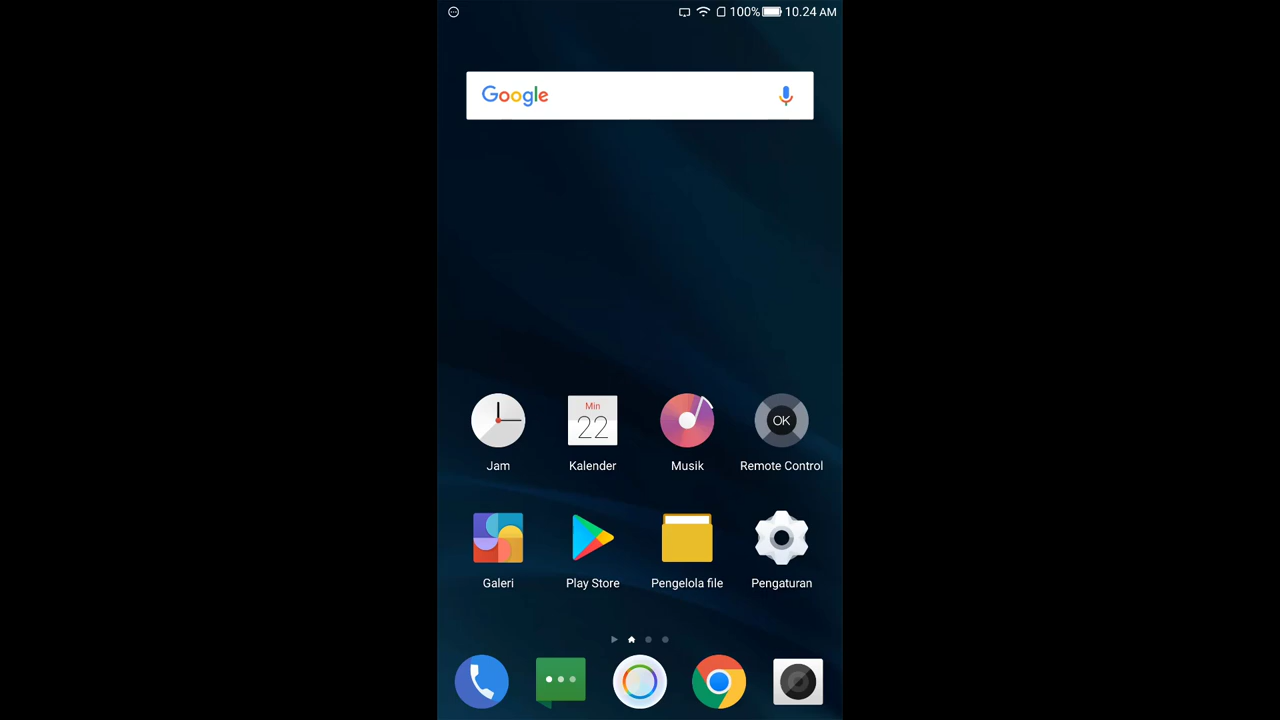 100% 10.24 AM
Google
Min
22
OK
Jam Kalender Musik Remote Control
Galeri Play Store Pengelola file Pengaturan